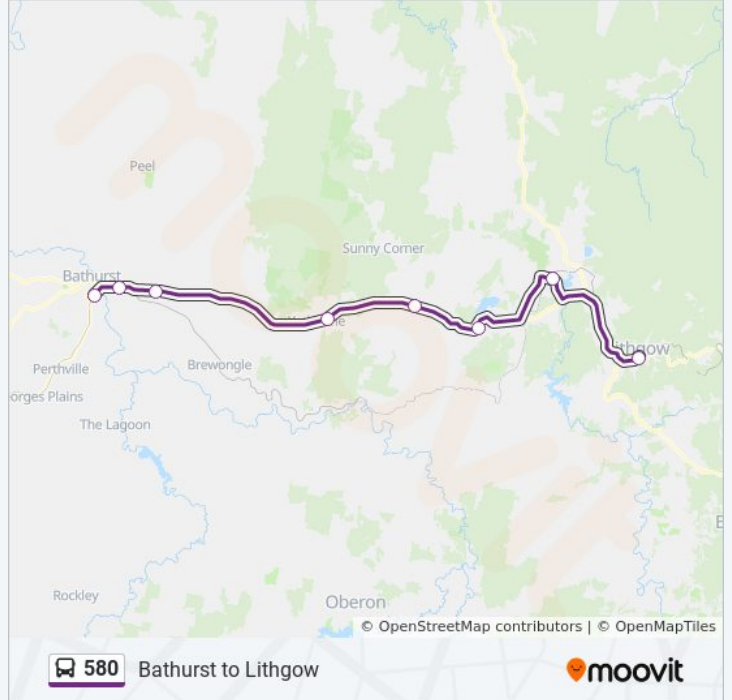 Peel
Sunny Corner
Bathurst
Lithgow
Brewongle
Perthville
orges Plains
The Lagoon
Rockley
Oberon
© OpenStreetMap contributors | © OpenMapTiles
580 Bathurst to Lithgow
moovit